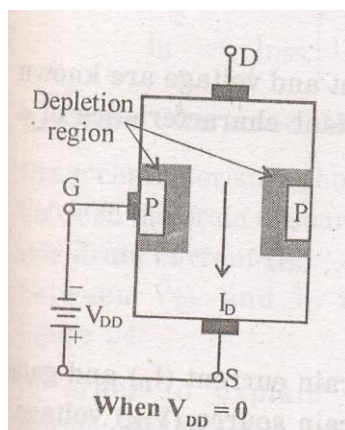 D
Depletion
region
G
P
P
I_D
−
V_DD
+
S
When V_DD = 0